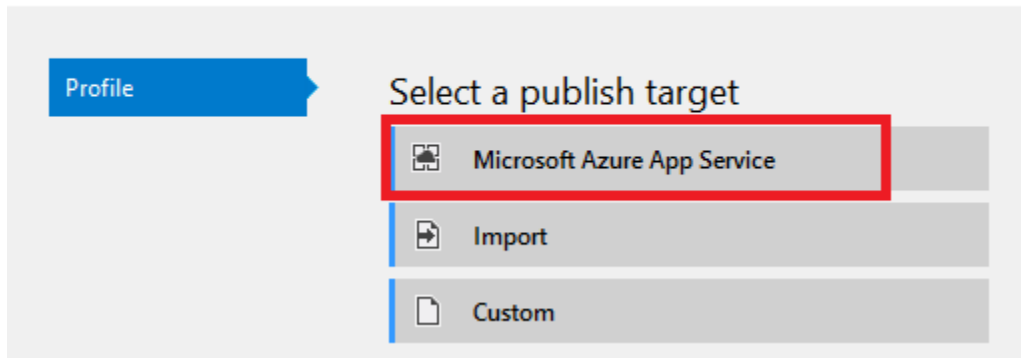 Profile
Select a publish target
Microsoft Azure App Service
Import
Custom